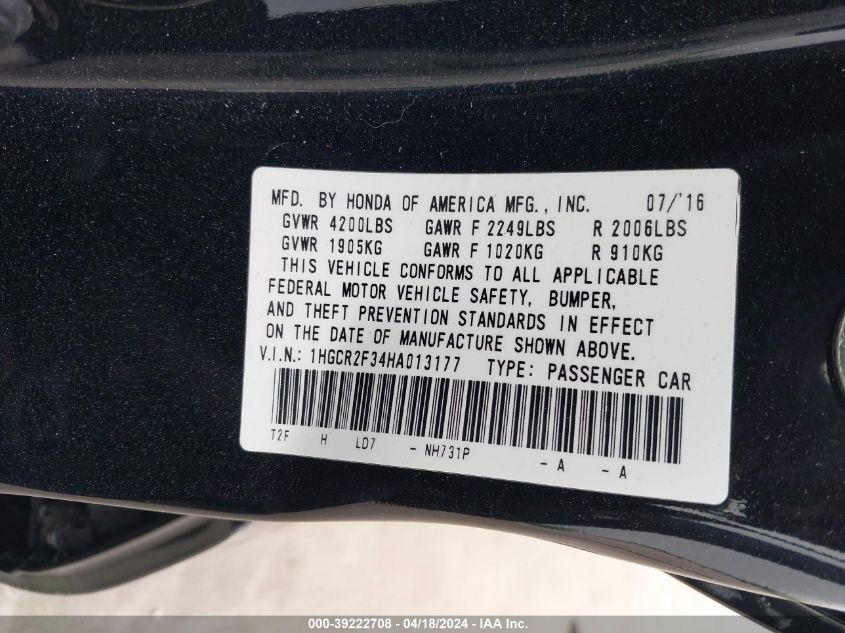 MFD. BY HONDA OF AMERICA MFG., INC. 07/'16
GVWR 4200LBS GAWR F 2249LBS R 2006LBS
GVWR 1905KG GAWR F 1020KG R 910KG
THIS VEHICLE CONFORMS TO ALL APPLICABLE
FEDERAL MOTOR VEHICLE SAFETY, BUMPER,
AND THEFT PREVENTION STANDARDS IN EFFECT
ON THE DATE OF MANUFACTURE SHOWN ABOVE.
V.I.N.: 1HGCR2F34HA013177 TYPE: PASSENGER CAR
T2F H LD7 - NH731P - A - A
000-39222708 - 04/18/2024 - IAA Inc.